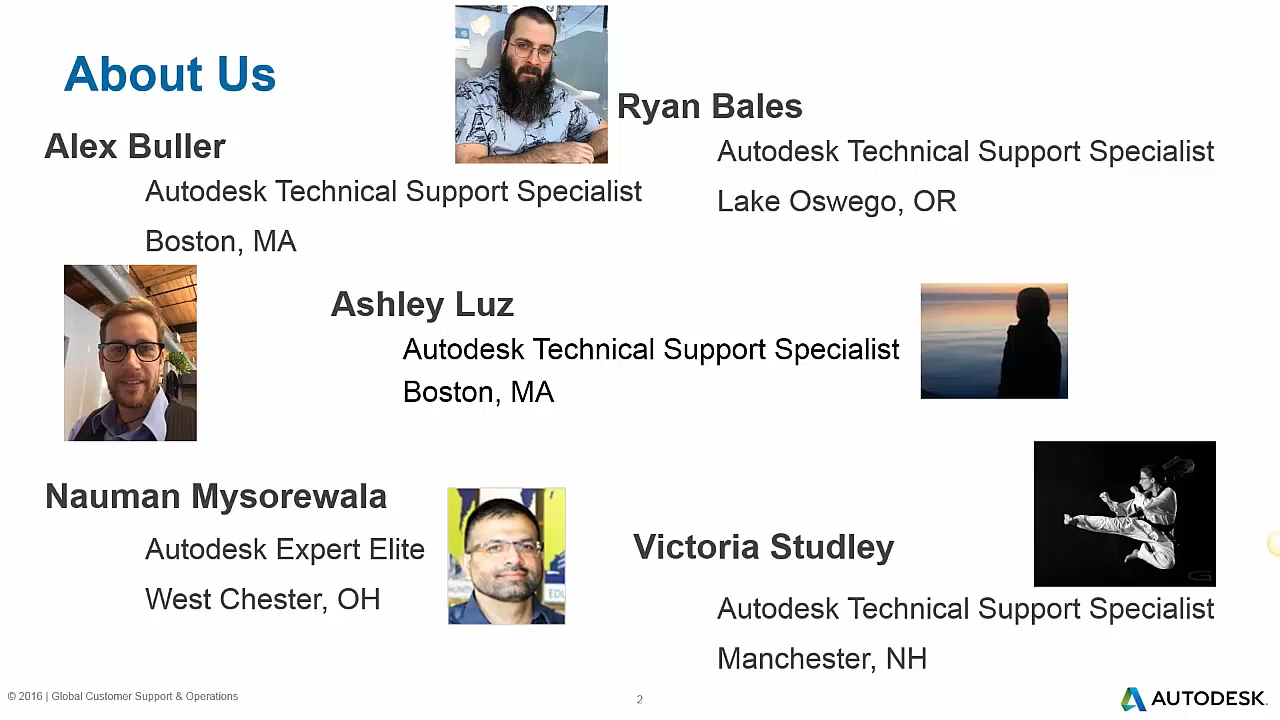 About Us
Ryan Bales
Autodesk Technical Support Specialist
Lake Oswego, OR
Alex Buller
Autodesk Technical Support Specialist
Boston, MA
Ashley Luz
Autodesk Technical Support Specialist
Boston, MA
Nauman Mysorewala
Autodesk Expert Elite
West Chester, OH
Victoria Studley
Autodesk Technical Support Specialist
Manchester, NH
© 2016 | Global Customer Support & Operations
2
AUTODESK.